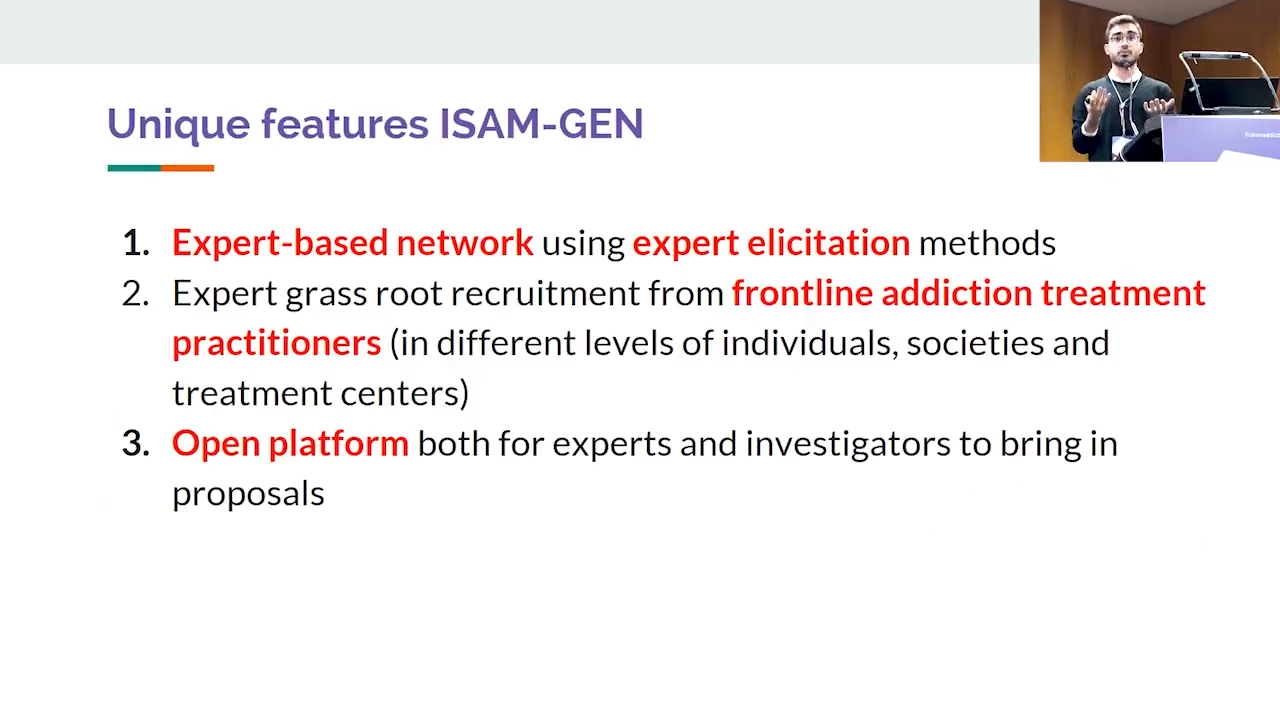 Unique features ISAM-GEN
1. Expert-based network using expert elicitation methods
2. Expert grass root recruitment from frontline addiction treatment
practitioners (in different levels of individuals, societies and
treatment centers)
3. Open platform both for experts and investigators to bring in
proposals